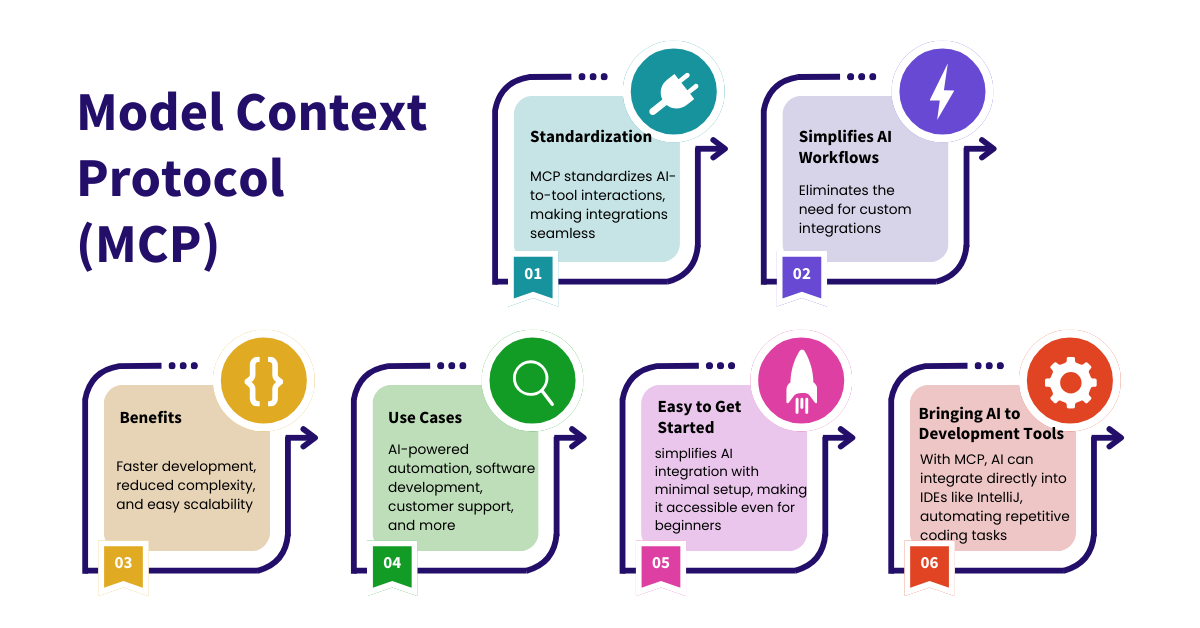 Model Context
Protocol
(MCP)
Standardization
MCP standardizes AI-
to-tool interactions,
making integrations
seamless
01
Simplifies AI
Workflows
Eliminates the
need for custom
integrations
02
Benefits
Faster development,
reduced complexity,
and easy scalability
03
Use Cases
AI-powered
automation, software
development,
customer support,
and more
04
Easy to Get
Started
simplifies AI
integration with
minimal setup, making
it accessible even for
beginners
05
Bringing AI to
Development Tools
With MCP, AI can
integrate directly into
IDEs like IntelliJ,
automating repetitive
coding tasks
06